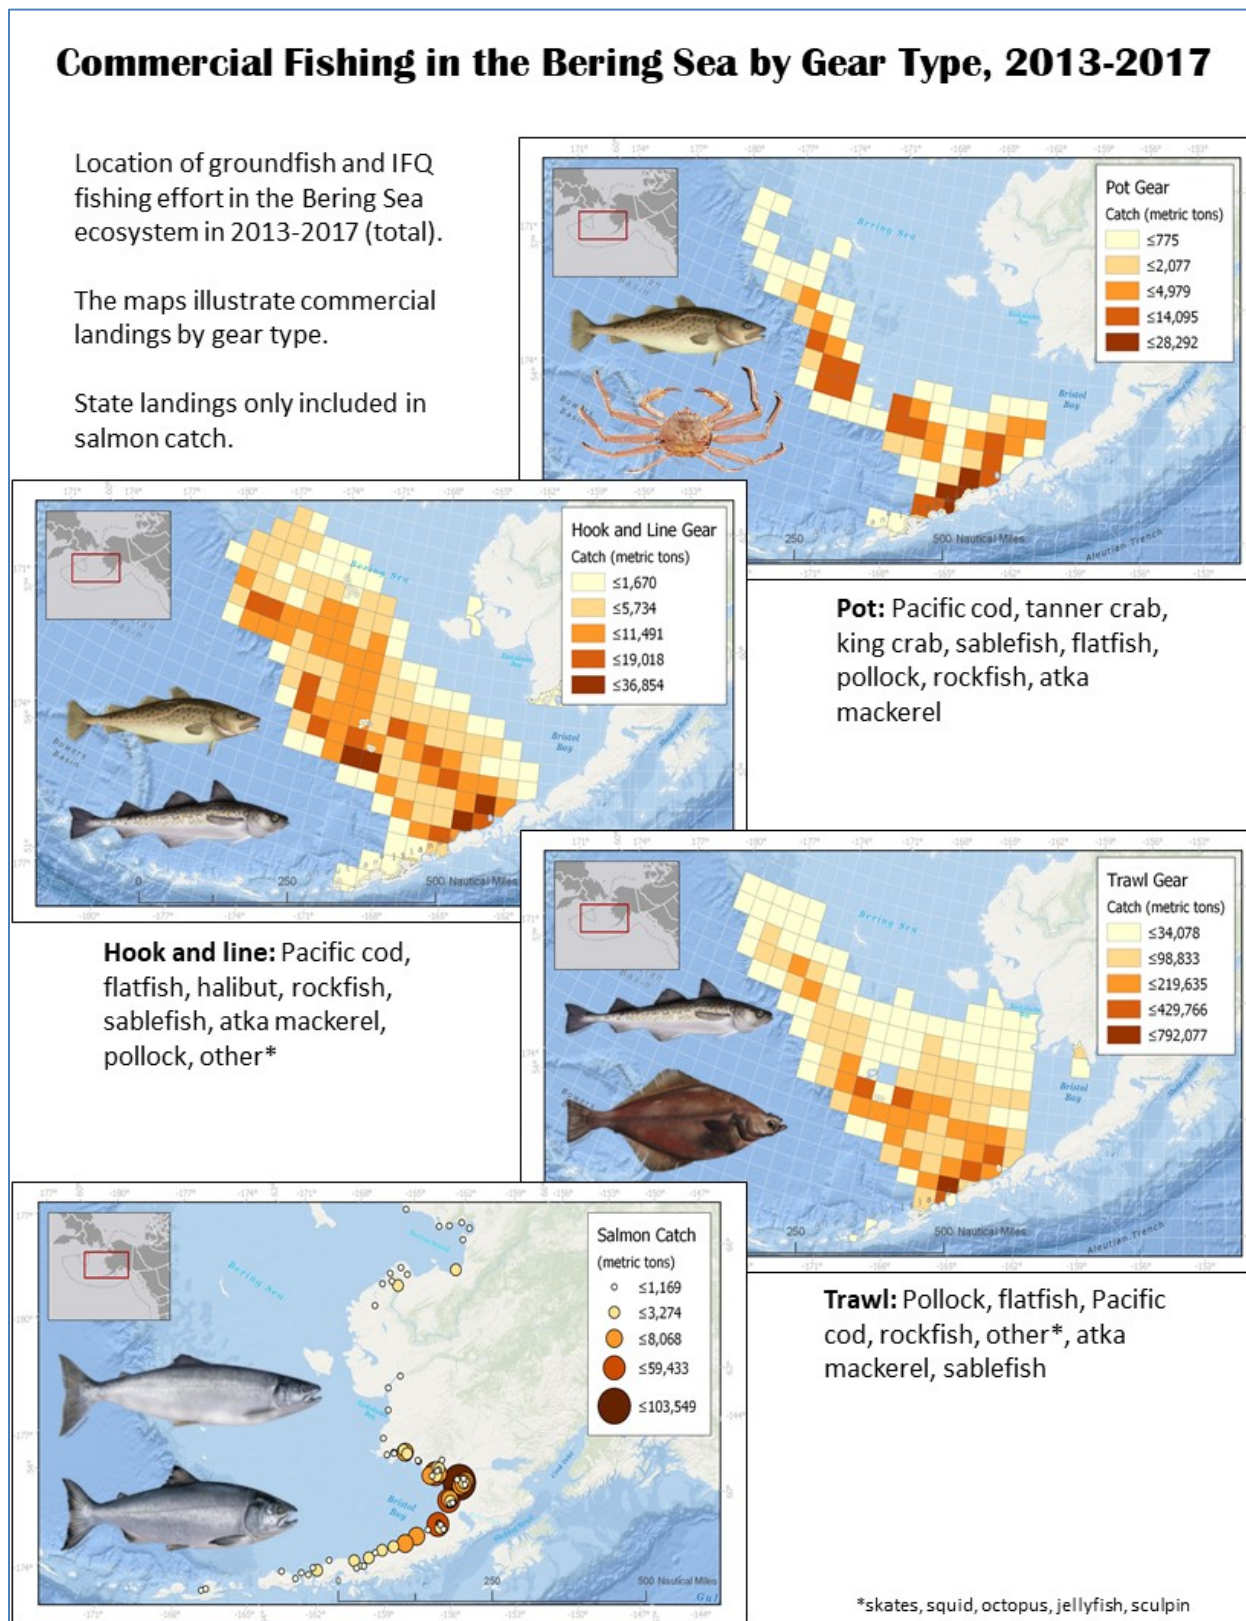 Commercial Fishing in the Bering Sea by Gear Type, 2013-2017
Location of groundfish and IFQ
fishing effort in the Bering Sea
ecosystem in 2013-2017 (total).
The maps illustrate commercial
landings by gear type.
State landings only included in
salmon catch.
Pot Gear
Catch (metric tons)
≤775
≤2,077
≤4,979
≤14,095
≤28,292
Bering Sea
Bristol
Bay
Bowers
Basin
Aleutian Trench
250
500 Nautical Miles
Pot: Pacific cod, tanner crab,
king crab, sablefish, flatfish,
pollock, rockfish, atka
mackerel
Hook and Line Gear
Catch (metric tons)
≤1,670
≤5,734
≤11,491
≤19,018
≤36,854
Bering Sea
Bristol
Bay
Bowers
Basin
0
250
500 Nautical Miles
Hook and line: Pacific cod,
flatfish, halibut, rockfish,
sablefish, atka mackerel,
pollock, other*
Trawl Gear
Catch (metric tons)
≤34,078
≤98,833
≤219,635
≤429,766
≤792,077
Bering Sea
Bristol
Bay
Aleutian Trench
250
500 Nautical Miles
Trawl: Pollock, flatfish, Pacific
cod, rockfish, other*, atka
mackerel, sablefish
Salmon Catch
(metric tons)
≤1,169
≤3,274
≤8,068
≤59,433
≤103,549
Bering Sea
Bristol
Bay
Cook Inlet
0
250
500 Nautical Miles
Gul
*skates, squid, octopus, jellyfish, sculpin